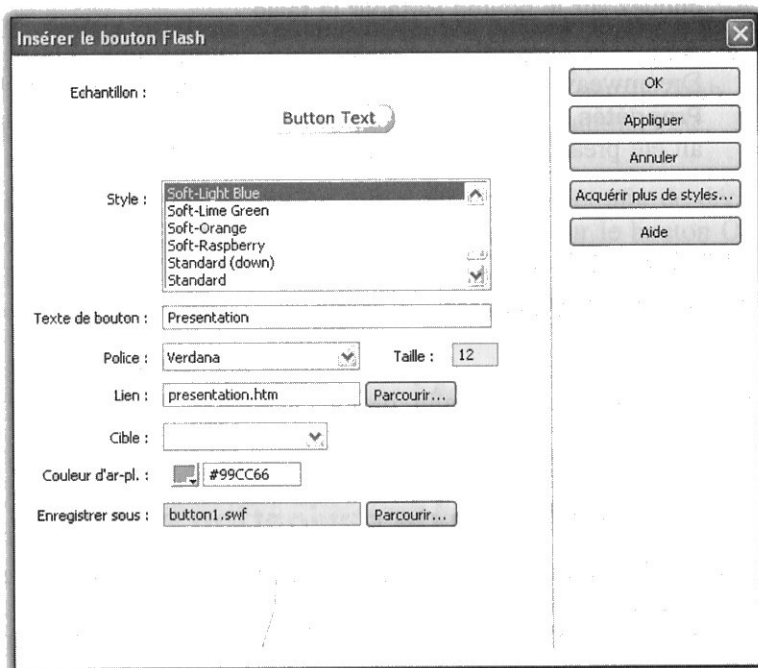 Insérer le bouton Flash
Echantillon :
Button Text
Style :
Soft-Light Blue
Soft-Lime Green
Soft-Orange
Soft-Raspberry
Standard (down)
Standard
Texte de bouton : Presentation
Police : Verdana Taille : 12
Lien : presentation.htm Parcourir...
Cible :
Couleur d'ar-pl. : #99CC66
Enregistrer sous : button1.swf Parcourir...
OK
Appliquer
Annuler
Acquérir plus de styles...
Aide